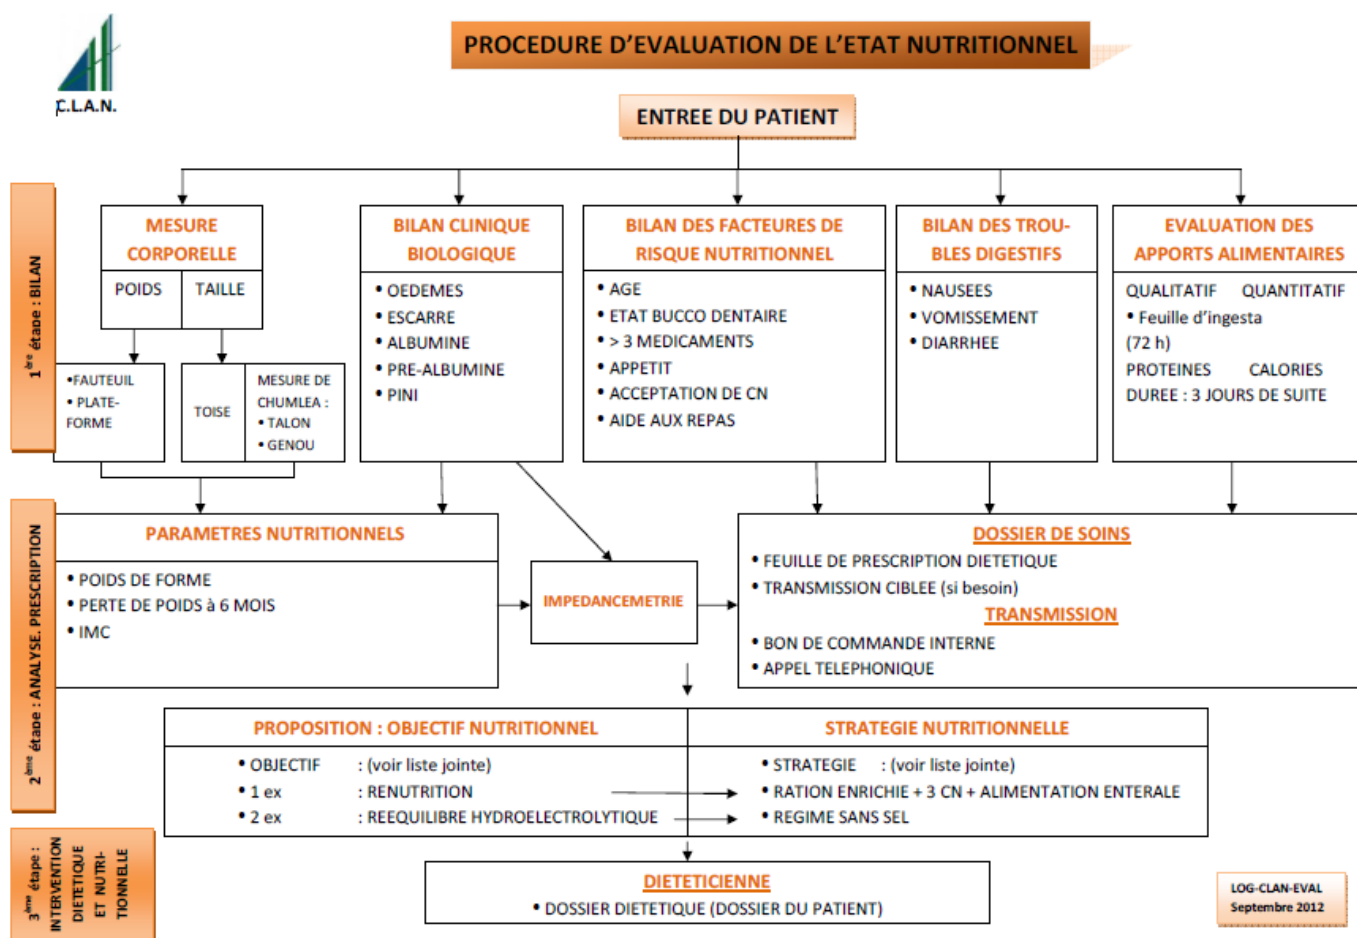 PROCEDURE D'EVALUATION DE L'ETAT NUTRITIONNEL
C.L.A.N.
ENTREE DU PATIENT
1ère étape : BILAN
MESURE
CORPORELLE
POIDS
TAILLE
•FAUTEUIL
• PLATE-
FORME
TOISE
MESURE DE
CHUMLEA :
• TALON
• GENOU
BILAN CLINIQUE
BIOLOGIQUE
• OEDEMES
• ESCARRE
• ALBUMINE
• PRE-ALBUMINE
• PINI
BILAN DES FACTEURES DE
RISQUE NUTRITIONNEL
• AGE
• ETAT BUCCO DENTAIRE
• > 3 MEDICAMENTS
• APPETIT
• ACCEPTATION DE CN
• AIDE AUX REPAS
BILAN DES TROU-
BLES DIGESTIFS
• NAUSEES
• VOMISSEMENT
• DIARRHEE
EVALUATION DES
APPORTS ALIMENTAIRES
QUALITATIF QUANTITATIF
• Feuille d'ingesta
(72 h)
PROTEINES CALORIES
DUREE : 3 JOURS DE SUITE
2ème étape : ANALYSE. PRESCRIPTION
PARAMETRES NUTRITIONNELS
• POIDS DE FORME
• PERTE DE POIDS à 6 MOIS
• IMC
IMPEDANCEMETRIE
DOSSIER DE SOINS
• FEUILLE DE PRESCRIPTION DIETETIQUE
• TRANSMISSION CIBLEE (si besoin)
TRANSMISSION
• BON DE COMMANDE INTERNE
• APPEL TELEPHONIQUE
PROPOSITION : OBJECTIF NUTRITIONNEL
• OBJECTIF : (voir liste jointe)
• 1 ex : RENUTRITION
• 2 ex : REEQUILIBRE HYDROELECTROLYTIQUE
STRATEGIE NUTRITIONNELLE
• STRATEGIE : (voir liste jointe)
• RATION ENRICHIE + 3 CN + ALIMENTATION ENTERALE
• REGIME SANS SEL
3ème étape :
INTERVENTION
DIETETIQUE
ET NUTRI-
TIONNELLE
DIETETICIENNE
• DOSSIER DIETETIQUE (DOSSIER DU PATIENT)
LOG-CLAN-EVAL
Septembre 2012